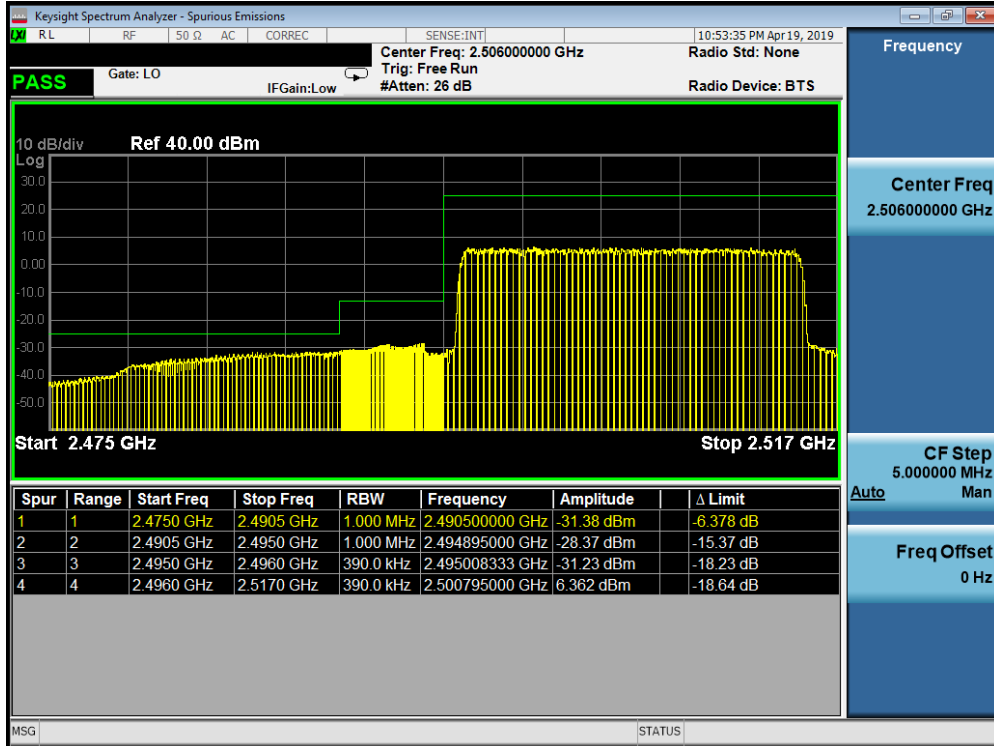 Keysight Spectrum Analyzer - Spurious Emissions
LXI RL RF 50 Ω AC CORREC SENSE:INT 10:53:35 PM Apr 19, 2019
Center Freq: 2.506000000 GHz Radio Std: None
PASS Gate: LO Trig: Free Run
IFGain:Low #Atten: 26 dB Radio Device: BTS
Frequency
10 dB/div Ref 40.00 dBm
Log
30.0
20.0
10.0
0.00
-10.0
-20.0
-30.0
-40.0
-50.0
Start 2.475 GHz Stop 2.517 GHz
Center Freq
2.506000000 GHz
CF Step
5.000000 MHz
Auto Man
Freq Offset
0 Hz
Spur Range Start Freq Stop Freq RBW Frequency Amplitude Δ Limit
1 1 2.4750 GHz 2.4905 GHz 1.000 MHz 2.490500000 GHz -31.38 dBm -6.378 dB
2 2 2.4905 GHz 2.4950 GHz 1.000 MHz 2.494895000 GHz -28.37 dBm -15.37 dB
3 3 2.4950 GHz 2.4960 GHz 390.0 kHz 2.495008333 GHz -31.23 dBm -18.23 dB
4 4 2.4960 GHz 2.5170 GHz 390.0 kHz 2.500795000 GHz 6.362 dBm -18.64 dB
MSG STATUS